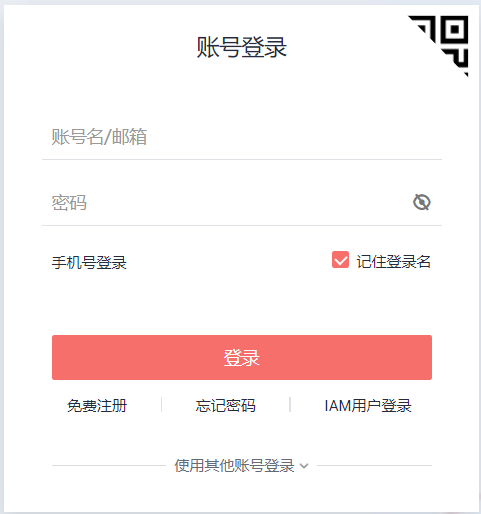 账号登录
账号名/邮箱
密码
手机号登录 记住登录名
登录
免费注册 忘记密码 IAM用户登录
使用其他账号登录